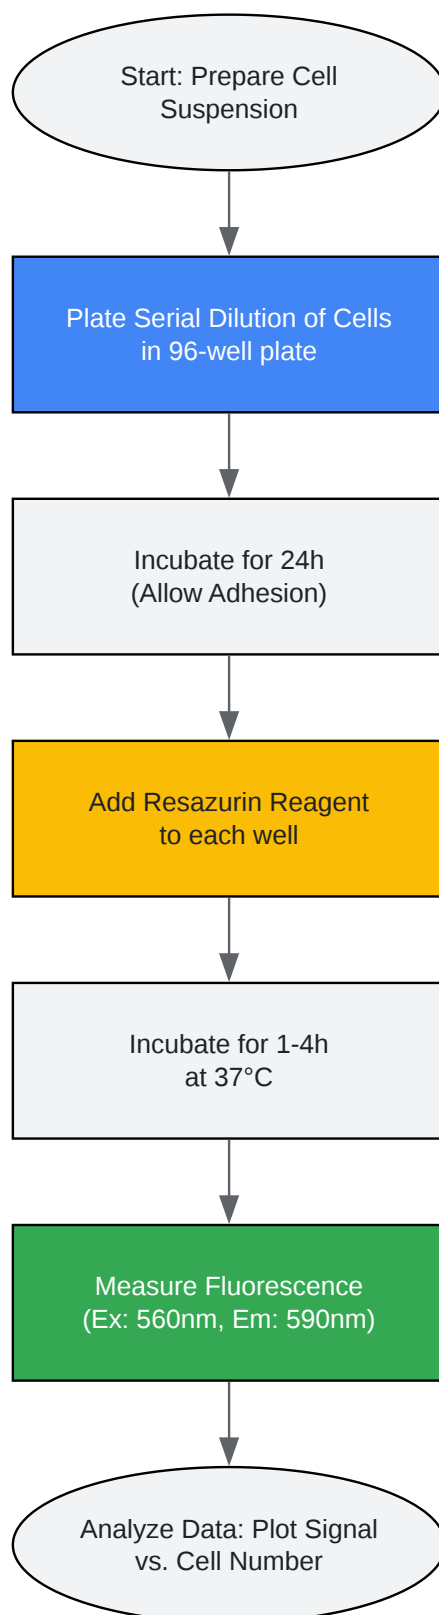 Start: Prepare Cell
Suspension
Plate Serial Dilution of Cells
in 96-well plate
Incubate for 24h
(Allow Adhesion)
Add Resazurin Reagent
to each well
Incubate for 1-4h
at 37°C
Measure Fluorescence
(Ex: 560nm, Em: 590nm)
Analyze Data: Plot Signal
vs. Cell Number